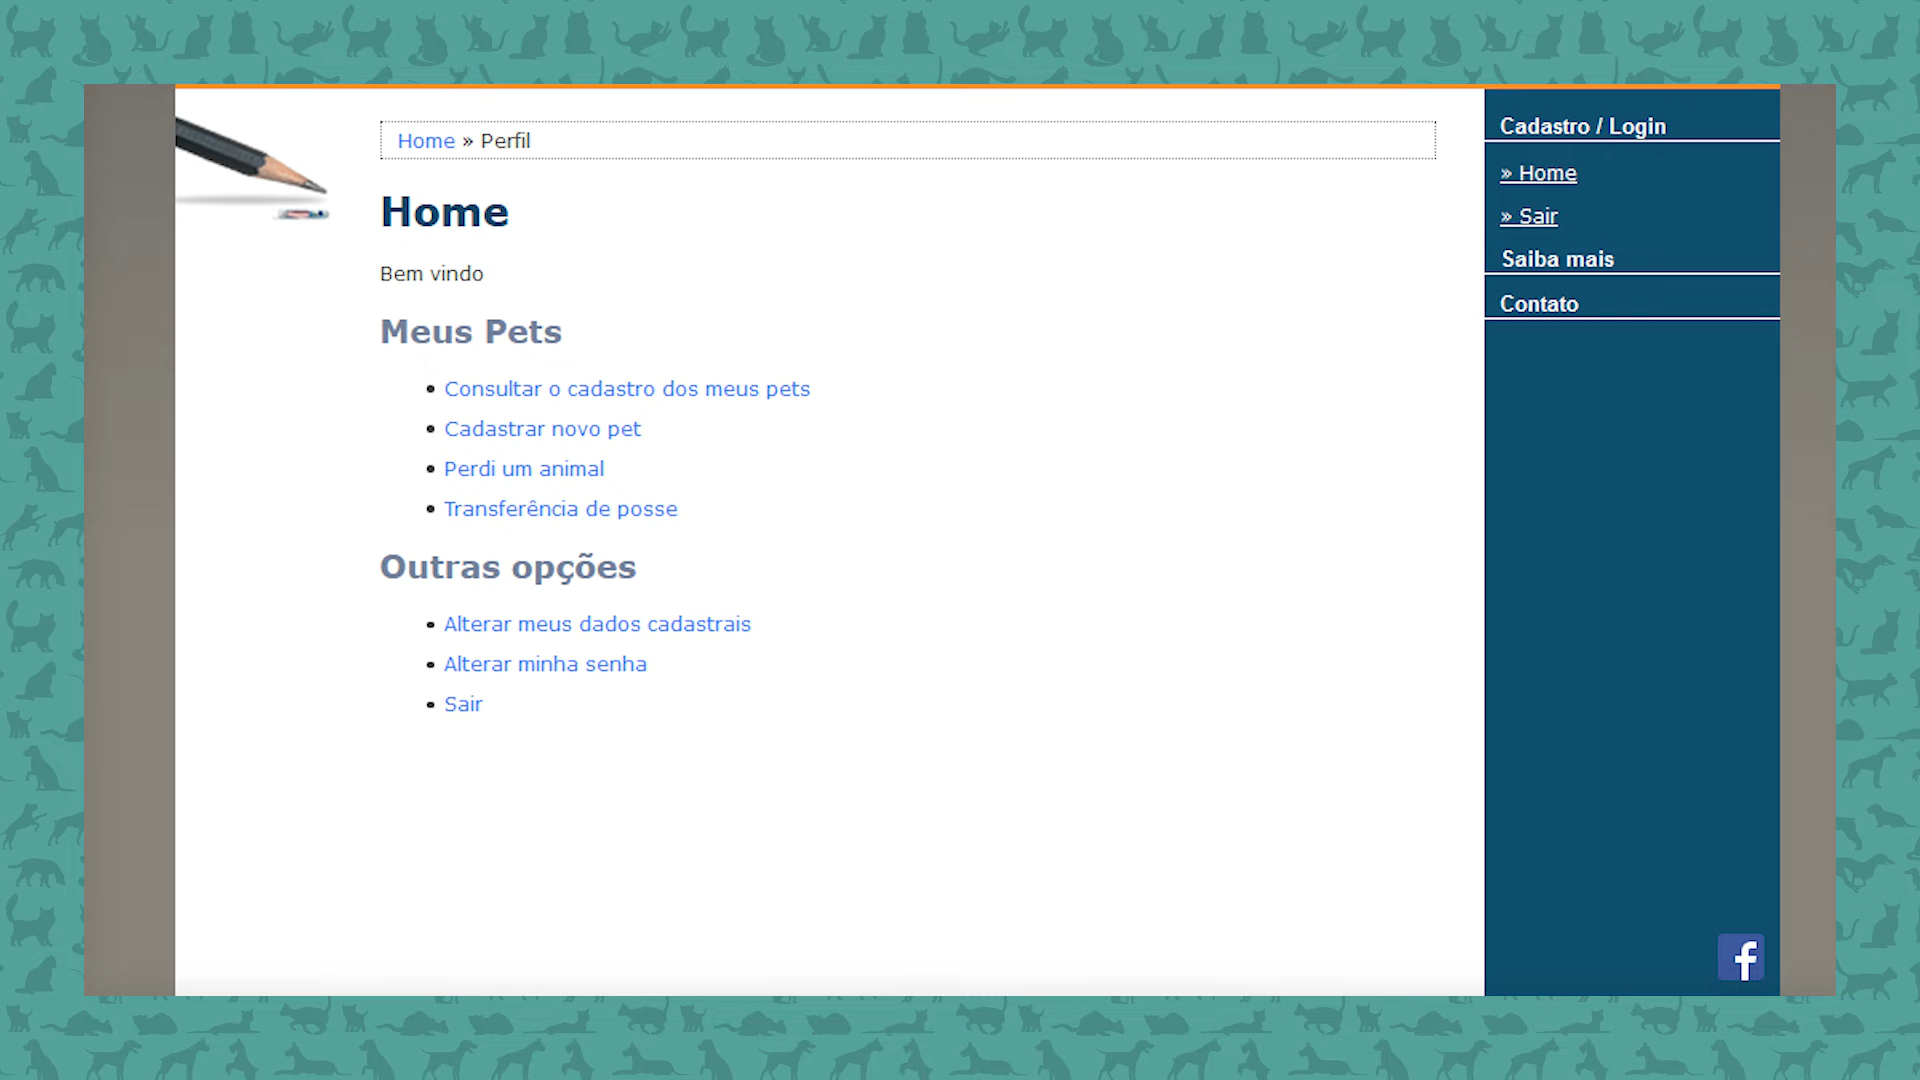 Home » Perfil
Home
Bem vindo
Meus Pets
Consultar o cadastro dos meus pets
Cadastrar novo pet
Perdi um animal
Transferência de posse
Outras opções
Alterar meus dados cadastrais
Alterar minha senha
Sair
Cadastro / Login
» Home
» Sair
Saiba mais
Contato
f